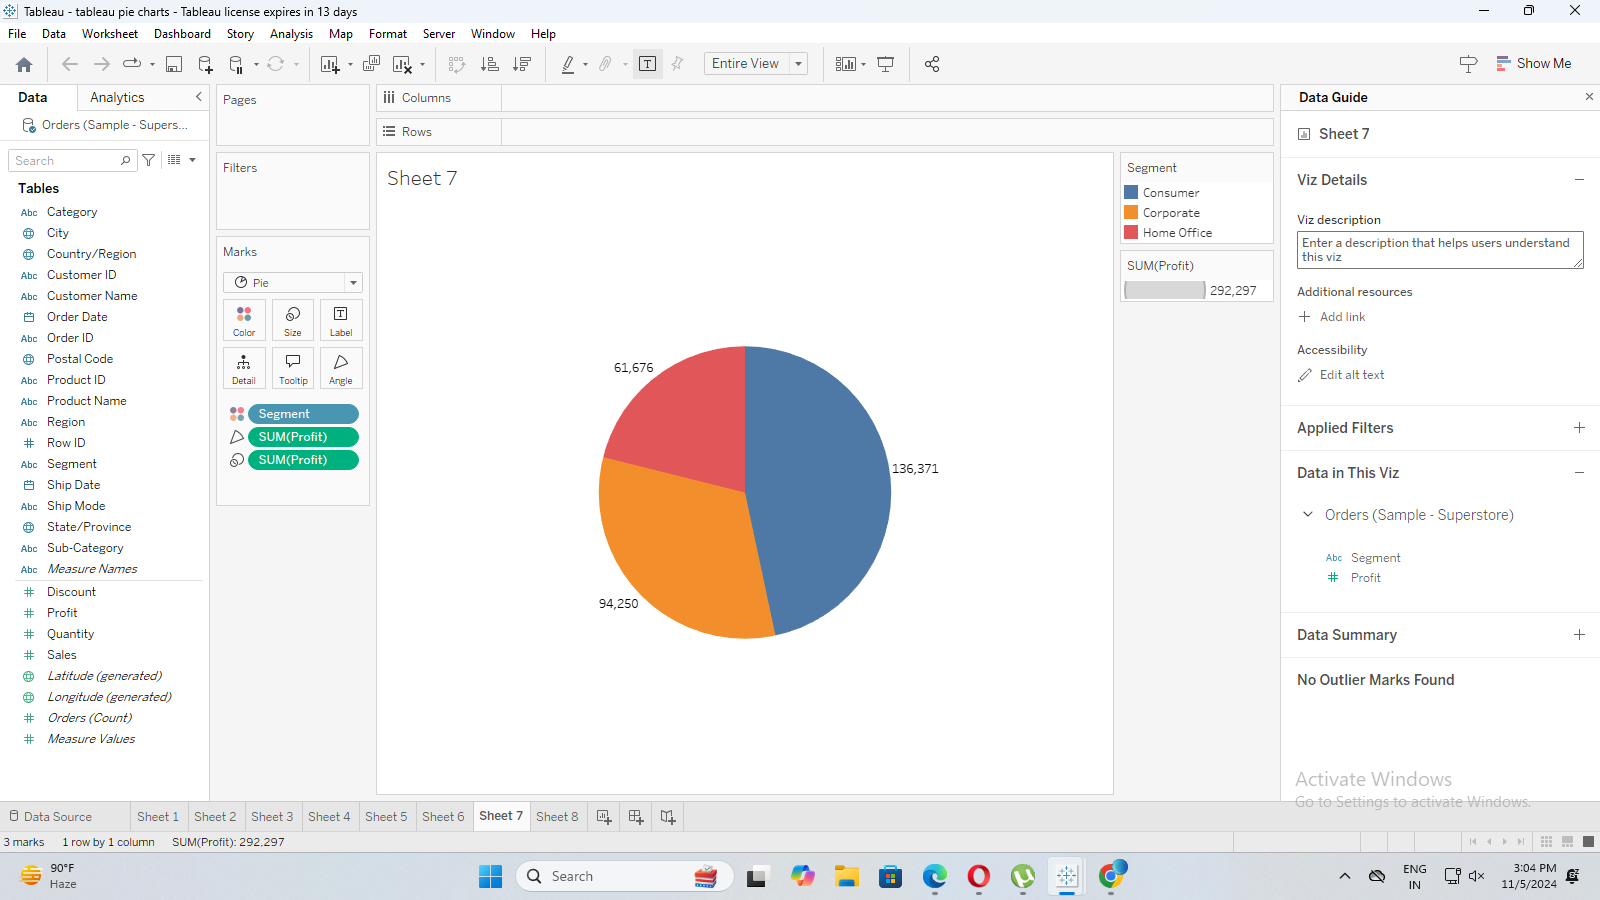 Tableau - tableau pie charts - Tableau license expires in 13 days
File Data Worksheet Dashboard Story Analysis Map Format Server Window Help
Entire View
Show Me
Data Analytics
Orders (Sample - Supers...
Search
Tables
Abc Category
City
Country/Region
Abc Customer ID
Abc Customer Name
Order Date
Abc Order ID
Postal Code
Abc Product ID
Abc Product Name
Abc Region
# Row ID
Abc Segment
Ship Date
Abc Ship Mode
State/Province
Abc Sub-Category
Abc Measure Names
# Discount
# Profit
# Quantity
# Sales
Latitude (generated)
Longitude (generated)
# Orders (Count)
# Measure Values
Pages
Filters
Marks
Pie
Color Size Label
Detail Tooltip Angle
Segment
SUM(Profit)
SUM(Profit)
Columns
Rows
Sheet 7
61,676
136,371
94,250
Segment
Consumer
Corporate
Home Office
SUM(Profit)
292,297
Data Guide
Sheet 7
Viz Details
Viz description
Enter a description that helps users understand
this viz
Additional resources
Add link
Accessibility
Edit alt text
Applied Filters
Data in This Viz
Orders (Sample - Superstore)
Abc Segment
# Profit
Data Summary
No Outlier Marks Found
Activate Windows
Go to Settings to activate Windows.
Data Source Sheet 1 Sheet 2 Sheet 3 Sheet 4 Sheet 5 Sheet 6 Sheet 7 Sheet 8
3 marks 1 row by 1 column SUM(Profit): 292,297
90°F
Haze
Search
ENG
IN
3:04 PM
11/5/2024